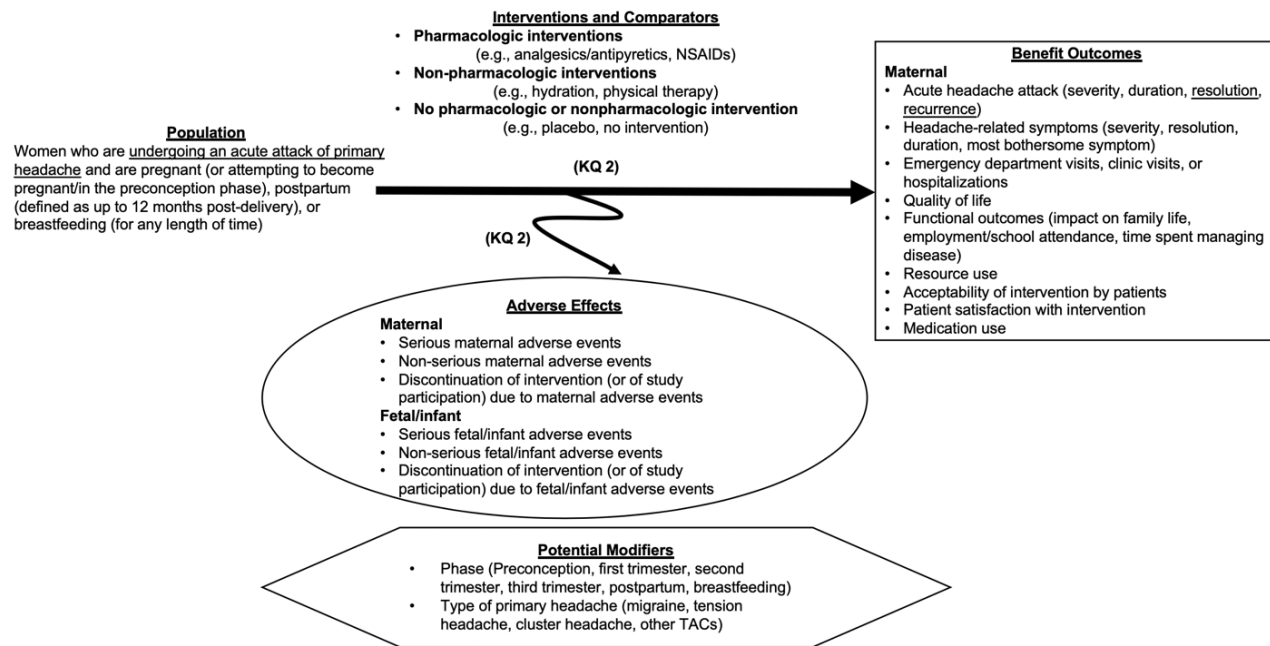 Interventions and Comparators
• Pharmacologic interventions
(e.g., analgesics/antipyretics, NSAIDs)
• Non-pharmacologic interventions
(e.g., hydration, physical therapy)
• No pharmacologic or nonpharmacologic intervention
(e.g., placebo, no intervention)
Population
Women who are undergoing an acute attack of primary
headache and are pregnant (or attempting to become
pregnant/in the preconception phase), postpartum
(defined as up to 12 months post-delivery), or
breastfeeding (for any length of time)
(KQ 2)
(KQ 2)
Benefit Outcomes
Maternal
• Acute headache attack (severity, duration, resolution,
recurrence)
• Headache-related symptoms (severity, resolution,
duration, most bothersome symptom)
• Emergency department visits, clinic visits, or
hospitalizations
• Quality of life
• Functional outcomes (impact on family life,
employment/school attendance, time spent managing
disease)
• Resource use
• Acceptability of intervention by patients
• Patient satisfaction with intervention
• Medication use
Adverse Effects
Maternal
• Serious maternal adverse events
• Non-serious maternal adverse events
• Discontinuation of intervention (or of study
participation) due to maternal adverse events
Fetal/infant
• Serious fetal/infant adverse events
• Non-serious fetal/infant adverse events
• Discontinuation of intervention (or of study
participation) due to fetal/infant adverse events
Potential Modifiers
• Phase (Preconception, first trimester, second
trimester, third trimester, postpartum, breastfeeding)
• Type of primary headache (migraine, tension
headache, cluster headache, other TACs)